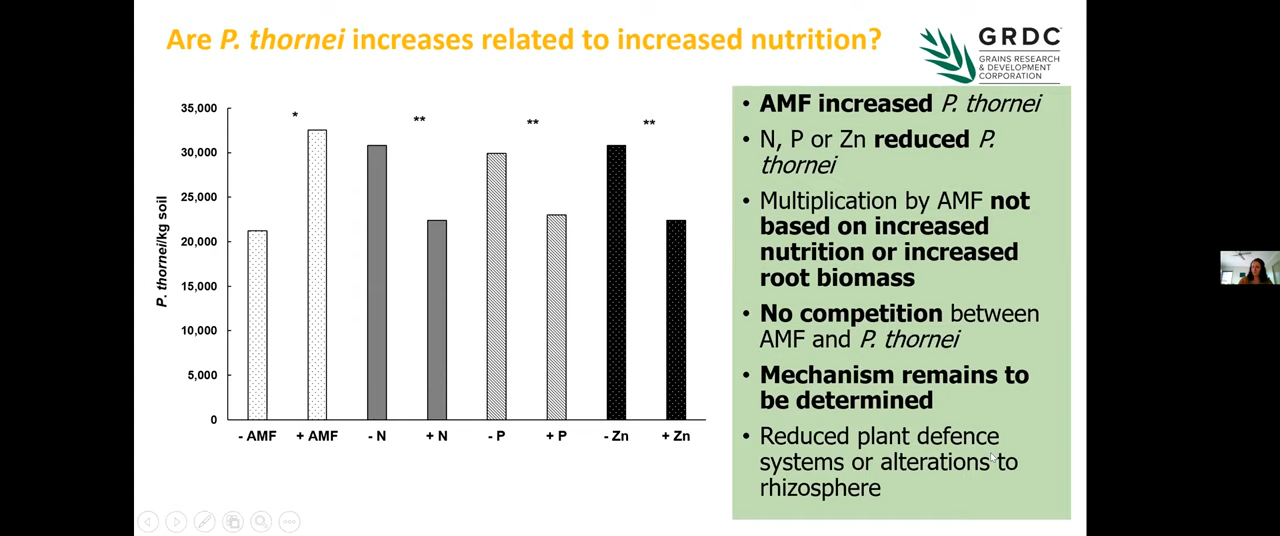 Are P. thornei increases related to increased nutrition?
GRDC
GRAINS RESEARCH
& DEVELOPMENT
CORPORATION
35,000
30,000
25,000
20,000
15,000
10,000
5,000
0
P. thornei/kg soil
*
**
**
**
- AMF
+ AMF
- N
+ N
- P
+ P
- Zn
+ Zn
• AMF increased P. thornei
• N, P or Zn reduced P.
thornei
• Multiplication by AMF not
based on increased
nutrition or increased
root biomass
• No competition between
AMF and P. thornei
• Mechanism remains to
be determined
• Reduced plant defence
systems or alterations to
rhizosphere